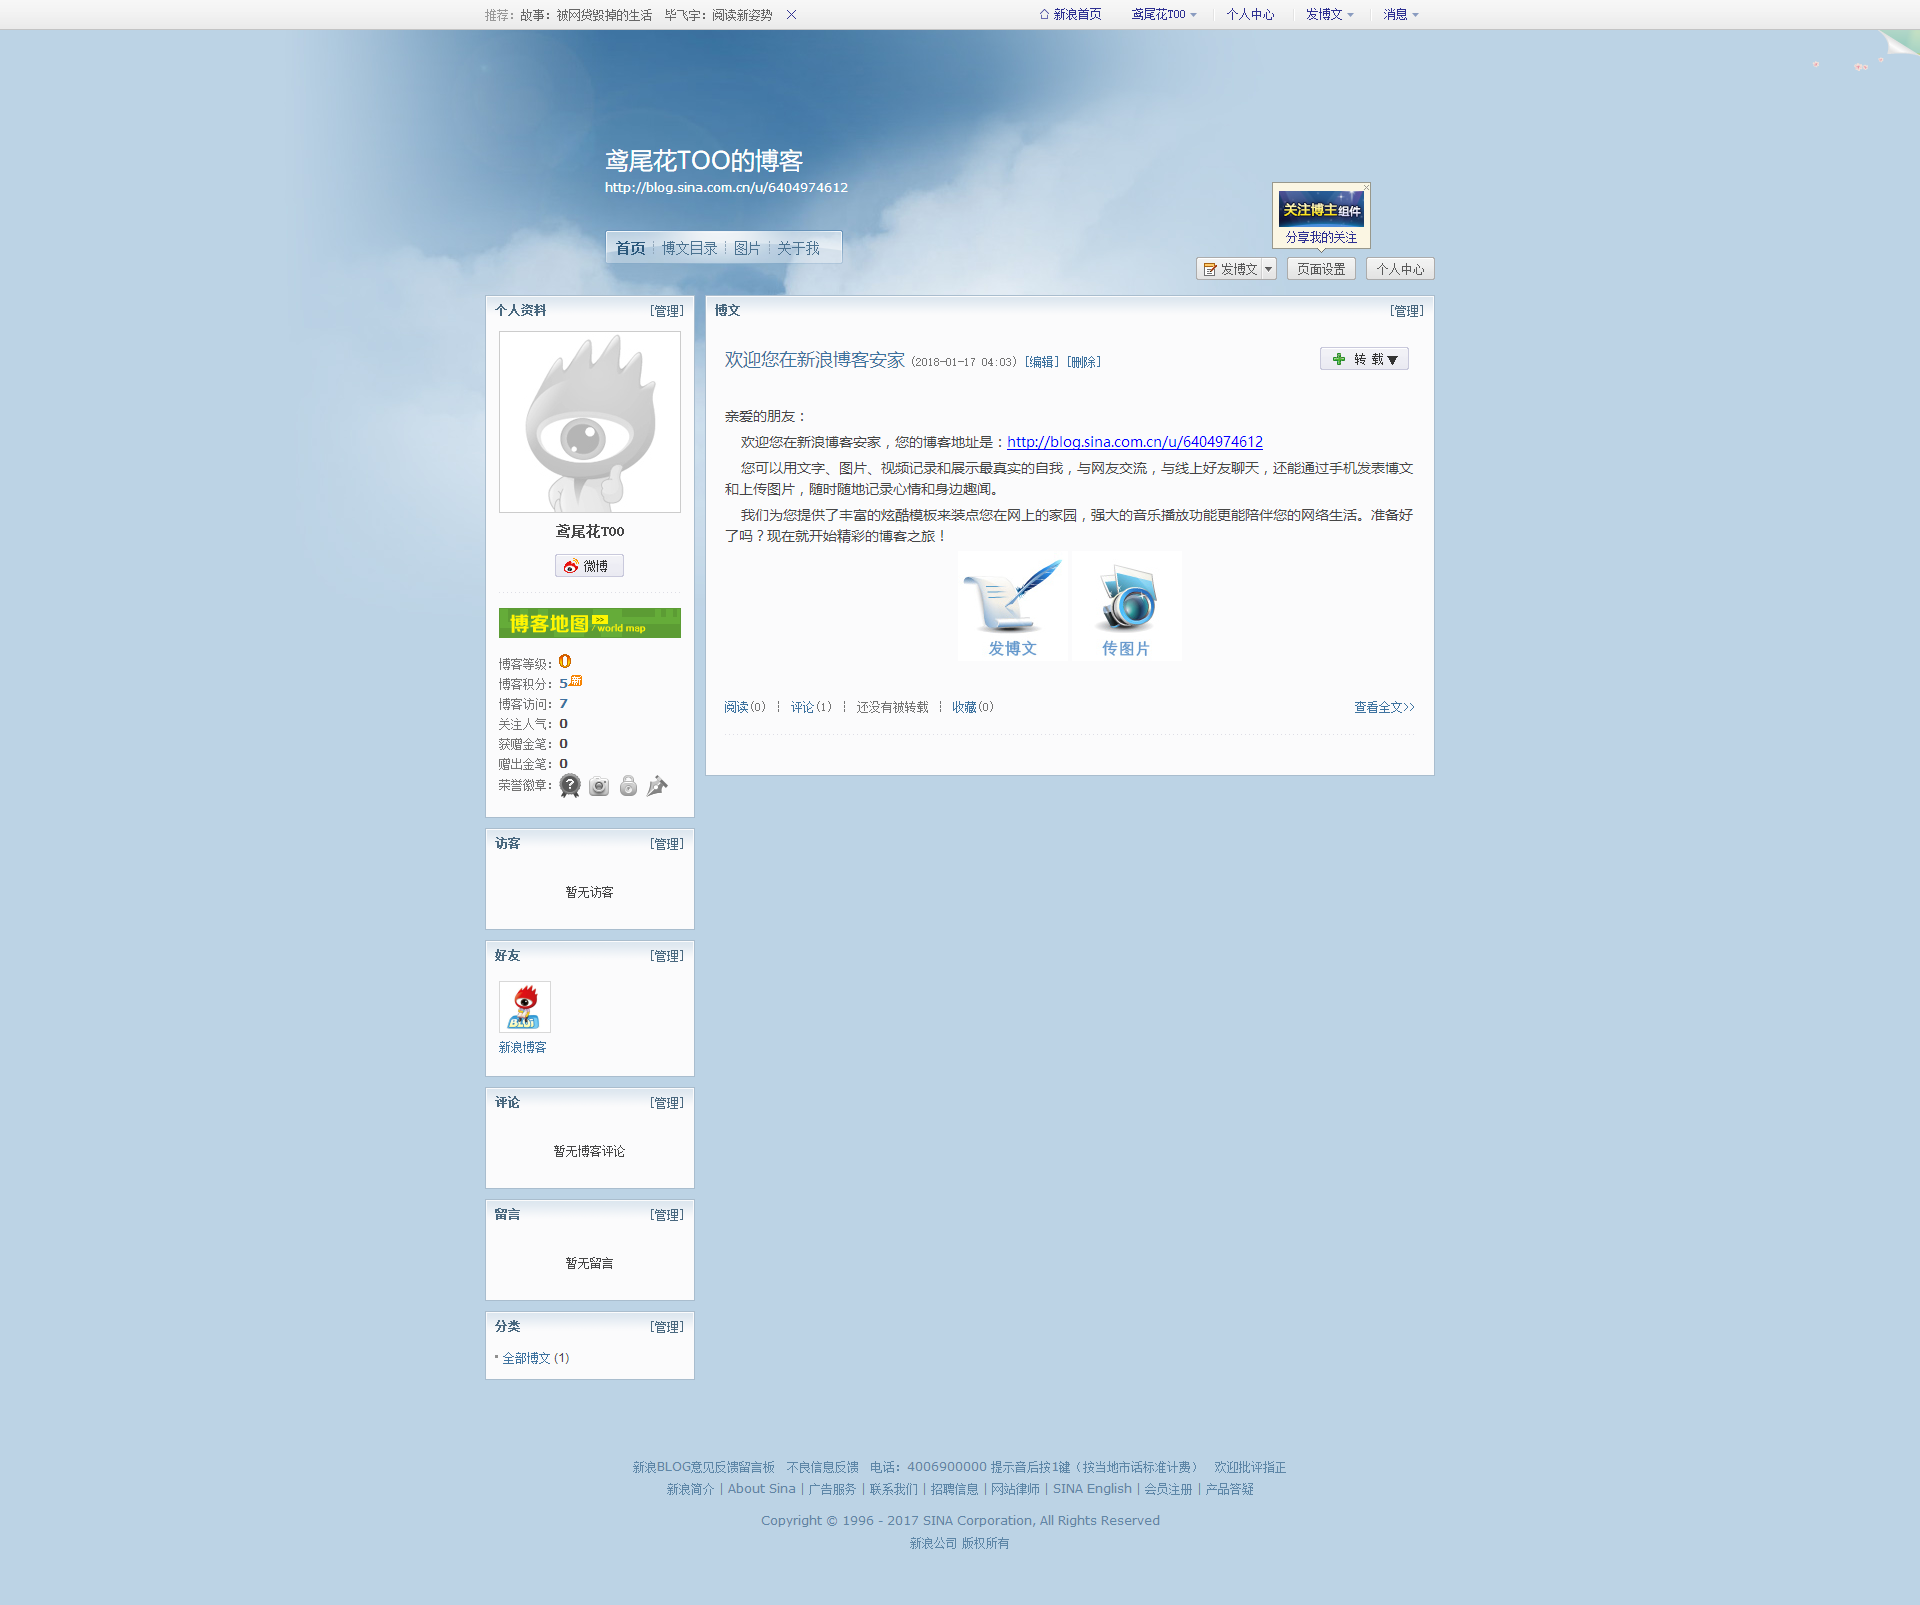 推荐：故事：被网贷毁掉的生活 毕飞宇：阅读新姿势
新浪首页 鸢尾花TOO 个人中心 发博文 消息
鸢尾花TOO的博客
http://blog.sina.com.cn/u/6404974612
关注博主组件
分享我的关注
首页 博文目录 图片 关于我
发博文 页面设置 个人中心
个人资料 [管理]
鸢尾花TOO
微博
博客地图 >> /world map
博客等级：0
博客积分：5 新
博客访问：7
关注人气：0
获赠金笔：0
赠出金笔：0
荣誉徽章：
访客 [管理]
暂无访客
好友 [管理]
BLOG
新浪博客
评论 [管理]
暂无博客评论
留言 [管理]
暂无留言
分类 [管理]
全部博文 (1)
博文 [管理]
欢迎您在新浪博客安家 (2018-01-17 04:03) [编辑] [删除]
转 载▼
亲爱的朋友：
欢迎您在新浪博客安家，您的博客地址是：http://blog.sina.com.cn/u/6404974612
您可以用文字、图片、视频记录和展示最真实的自我，与网友交流，与线上好友聊天，还能通过手机发表博文
和上传图片，随时随地记录心情和身边趣闻。
我们为您提供了丰富的炫酷模板来装点您在网上的家园，强大的音乐播放功能更能陪伴您的网络生活。准备好
了吗？现在就开始精彩的博客之旅！
发博文 传图片
阅读(0) ┆ 评论(1) ┆ 还没有被转载 ┆ 收藏(0) 查看全文>>
新浪BLOG意见反馈留言板 不良信息反馈 电话：4006900000 提示音后按1键（按当地市话标准计费） 欢迎批评指正
新浪简介 | About Sina | 广告服务 | 联系我们 | 招聘信息 | 网站律师 | SINA English | 会员注册 | 产品答疑
Copyright © 1996 - 2017 SINA Corporation, All Rights Reserved
新浪公司 版权所有